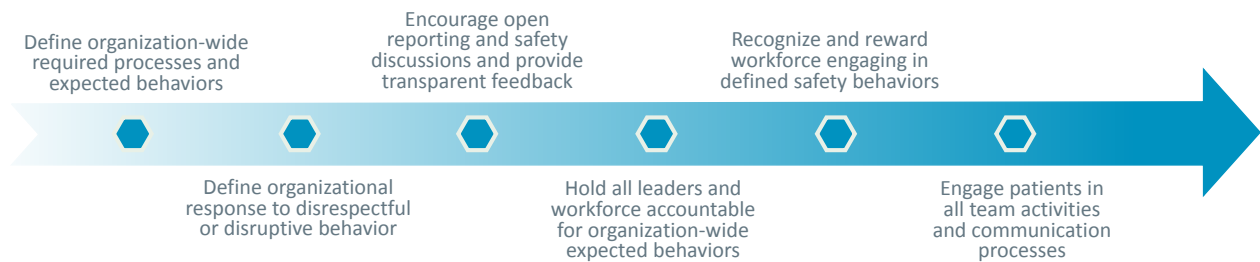 Define organization-wide
required processes and
expected behaviors
Define organizational
response to disrespectful
or disruptive behavior
Encourage open
reporting and safety
discussions and provide
transparent feedback
Hold all leaders and
workforce accountable
for organization-wide
expected behaviors
Recognize and reward
workforce engaging in
defined safety behaviors
Engage patients in
all team activities
and communication
processes